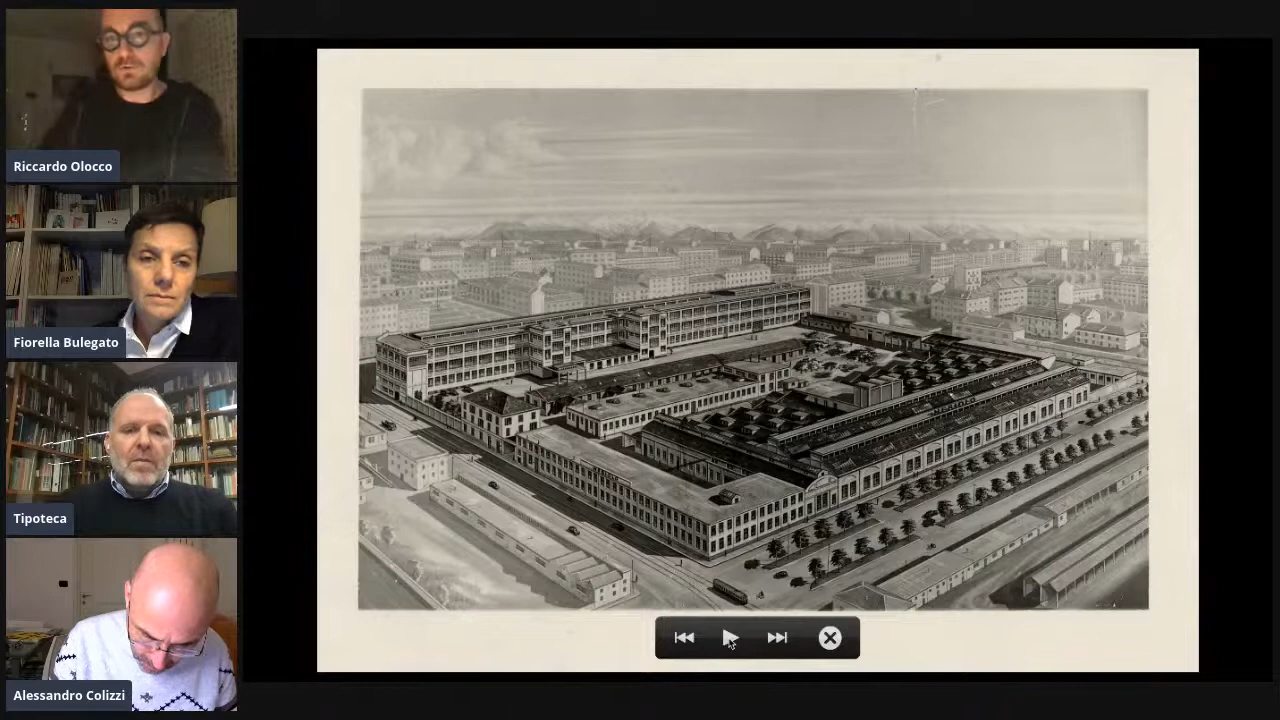 Riccardo Olocco
Fiorella Bulegato
Tipoteca
Alessandro Colizzi